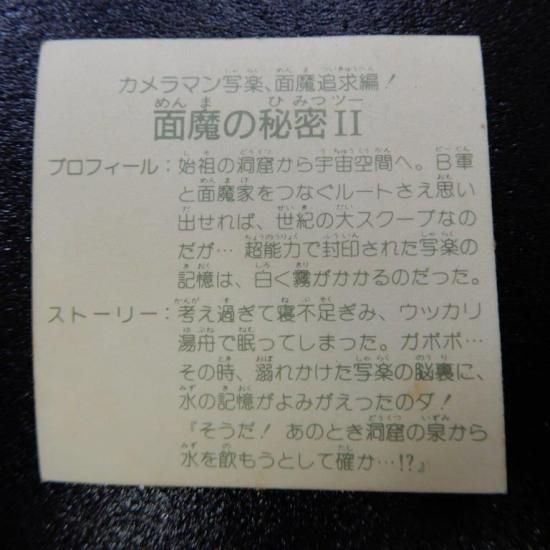 カメラマン写楽、面魔追求編!
面魔の秘密II
プロフィール:始祖の洞窟から宇宙空間へ。B軍
と面魔家をつなぐルートさえ思い
出せれば、世紀の大スクープなの
だが…超能力で封印された写楽の
記憶は、白く霧がかかるのだった。
ストーリー:考え過ぎて寝不足ぎみ、ウッカリ
湯舟で眠ってしまった。ガボボ…
その時、溺れかけた写楽の脳裏に、
水の記憶がよみがえったのダ!
『そうだ! あのとき洞窟の泉から
水を飲もうとして確か…!?』